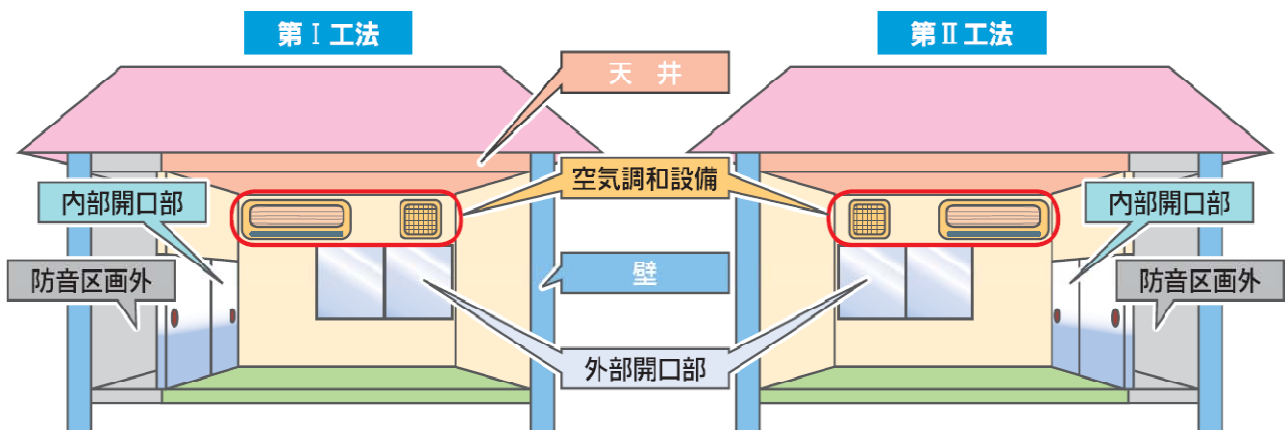 第Ⅰ工法
第Ⅱ工法
天井
空気調和設備
内部開口部
内部開口部
防音区画外
壁
防音区画外
外部開口部